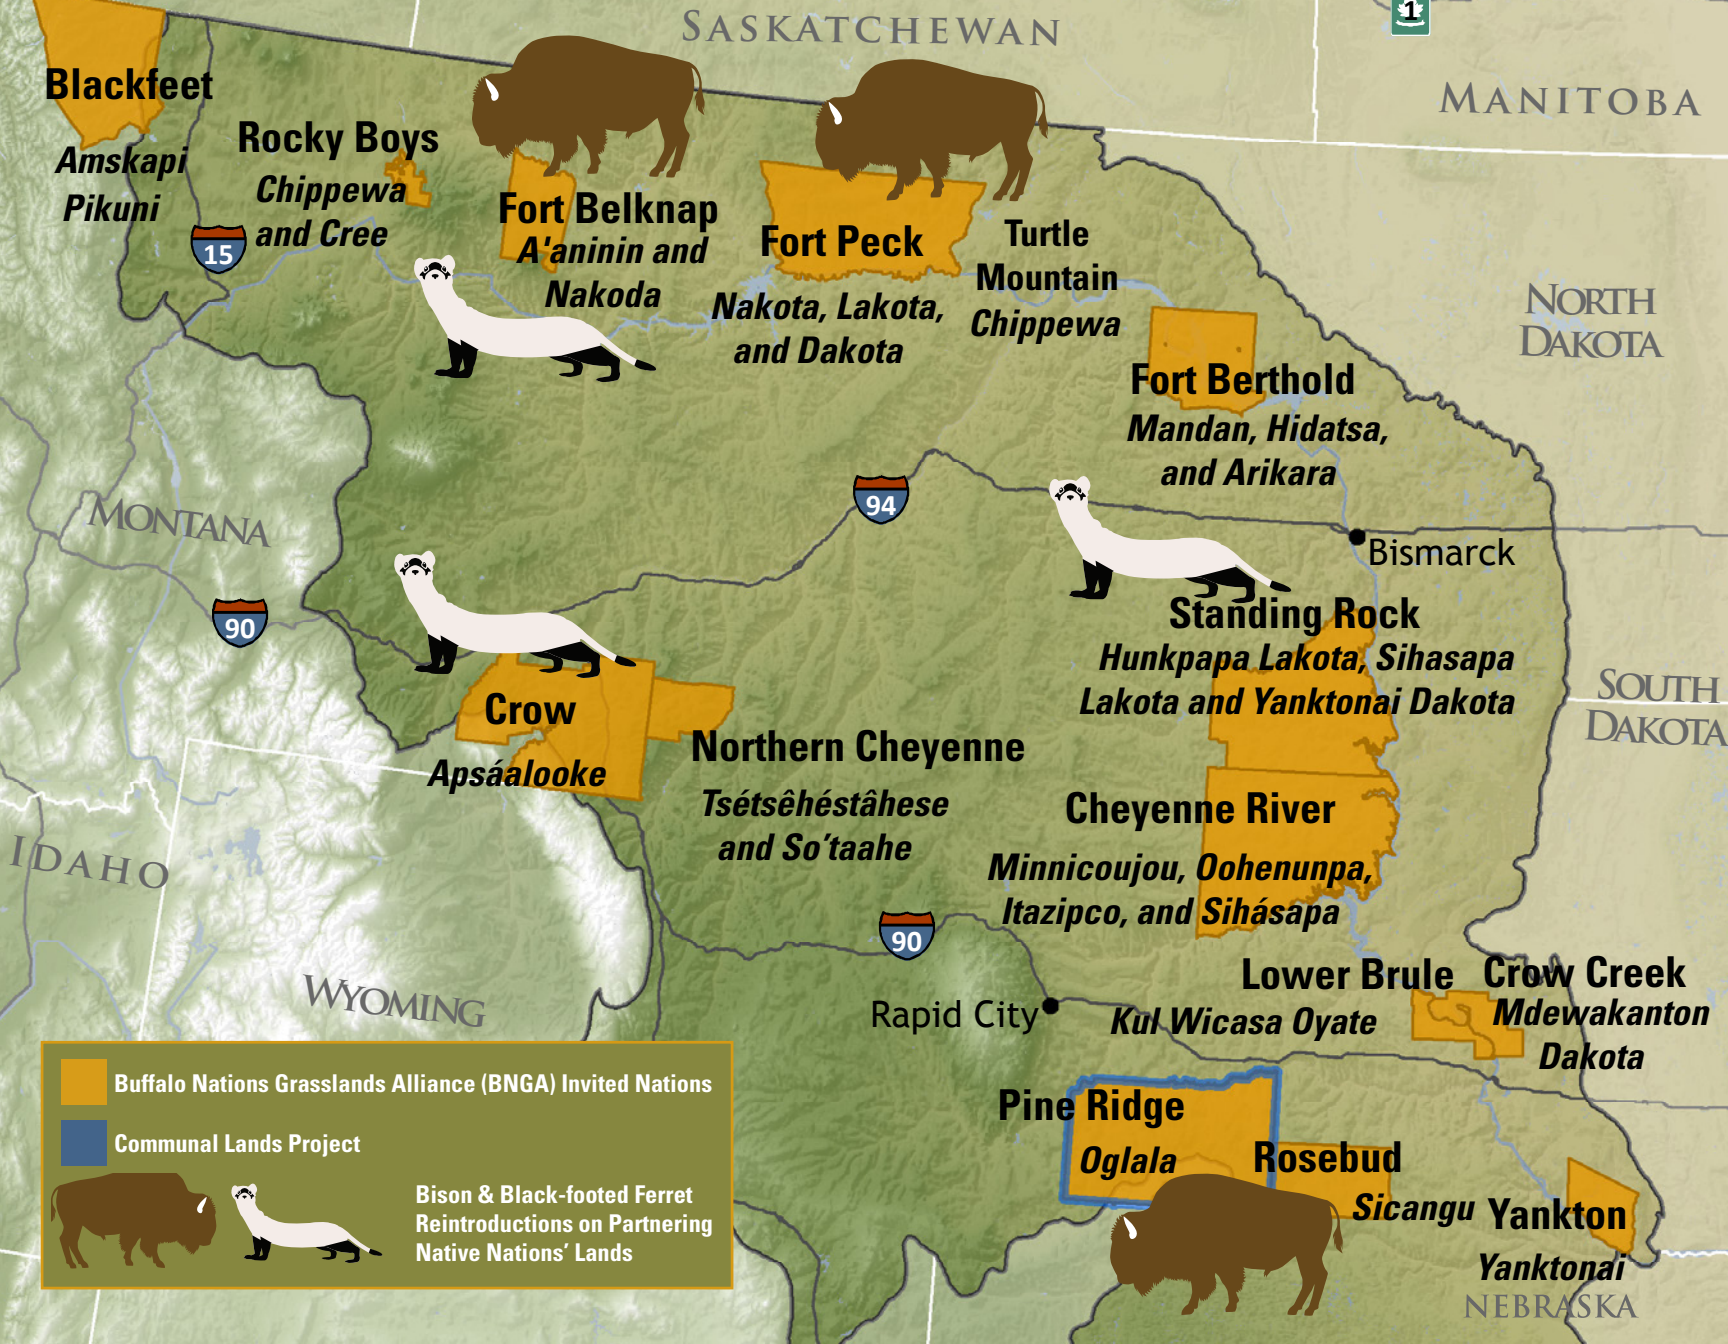 1
SASKATCHEWAN
MANITOBA
Blackfeet
Amskapi
Pikuni
Rocky Boys
Chippewa
and Cree
15
Fort Belknap
A'aninin and
Nakoda
Fort Peck
Nakota, Lakota,
and Dakota
Turtle
Mountain
Chippewa
NORTH
DAKOTA
Fort Berthold
Mandan, Hidatsa,
and Arikara
MONTANA
94
Bismarck
90
Standing Rock
Hunkpapa Lakota, Sihasapa
Lakota and Yanktonai Dakota
SOUTH
DAKOTA
Crow
Apsáalooke
Northern Cheyenne
Tsétsêhéstâhese
and So’taahe
Cheyenne River
Minnicoujou, Oohenunpa,
Itazipco, and Sihásapa
IDAHO
90
WYOMING
Rapid City
Lower Brule
Kul Wicasa Oyate
Crow Creek
Mdewakanton
Dakota
Pine Ridge
Oglala
Rosebud
Sicangu
Yankton
Yanktonai
NEBRASKA
Buffalo Nations Grasslands Alliance (BNGA) Invited Nations
Communal Lands Project
Bison & Black-footed Ferret
Reintroductions on Partnering
Native Nations’ Lands